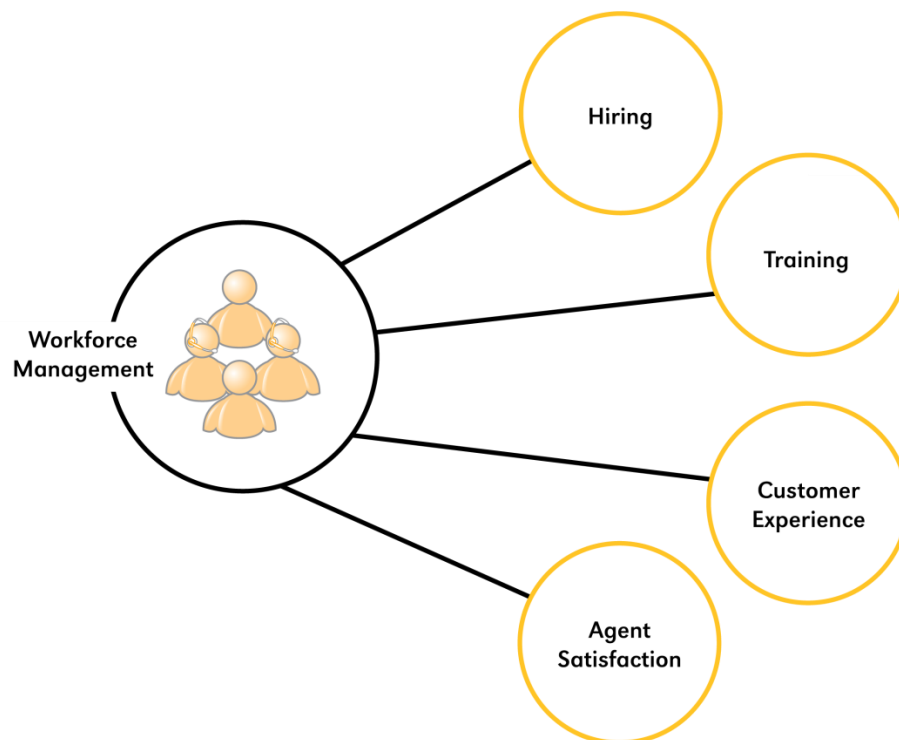 Hiring
Training
Workforce
Management
Customer
Experience
Agent
Satisfaction